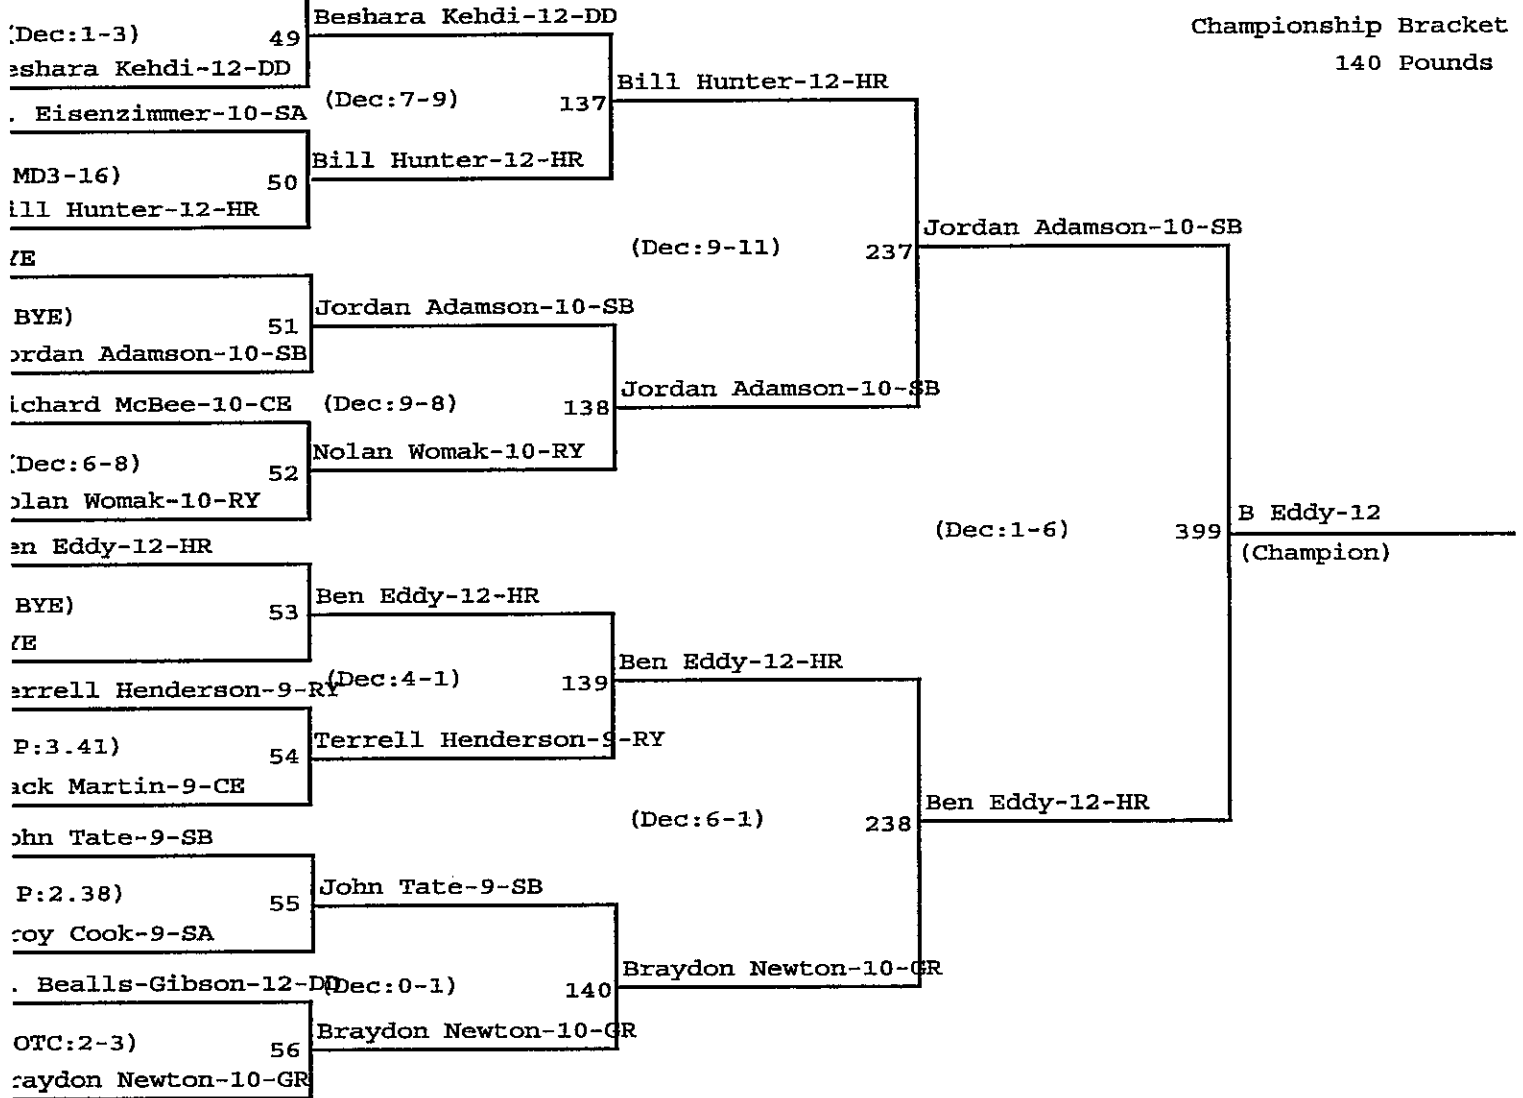 Championship Bracket
140 Pounds
Beshara Kehdi-12-DD
(Dec:1-3)
49
eshara Kehdi-12-DD
(Dec:7-9)
137
Bill Hunter-12-HR
. Eisenzimmer-10-SA
MD3-16)
50
Bill Hunter-12-HR
ill Hunter-12-HR
(Dec:9-11)
237
Jordan Adamson-10-SB
YE
BYE)
51
Jordan Adamson-10-SB
ordan Adamson-10-SB
(Dec:9-8)
138
Jordan Adamson-10-SB
ichard McBee-10-CE
(Dec:6-8)
52
Nolan Womak-10-RY
olan Womak-10-RY
(Dec:1-6)
399
B Eddy-12
(Champion)
en Eddy-12-HR
BYE)
53
Ben Eddy-12-HR
YE
(Dec:4-1)
139
Ben Eddy-12-HR
errell Henderson-9-RY
P:3.41)
54
Terrell Henderson-9-RY
ack Martin-9-CE
(Dec:6-1)
238
Ben Eddy-12-HR
ohn Tate-9-SB
P:2.38)
55
John Tate-9-SB
roy Cook-9-SA
(Dec:0-1)
140
Braydon Newton-10-GR
. Bealls-Gibson-12-DD
OTC:2-3)
56
Braydon Newton-10-GR
raydon Newton-10-GR